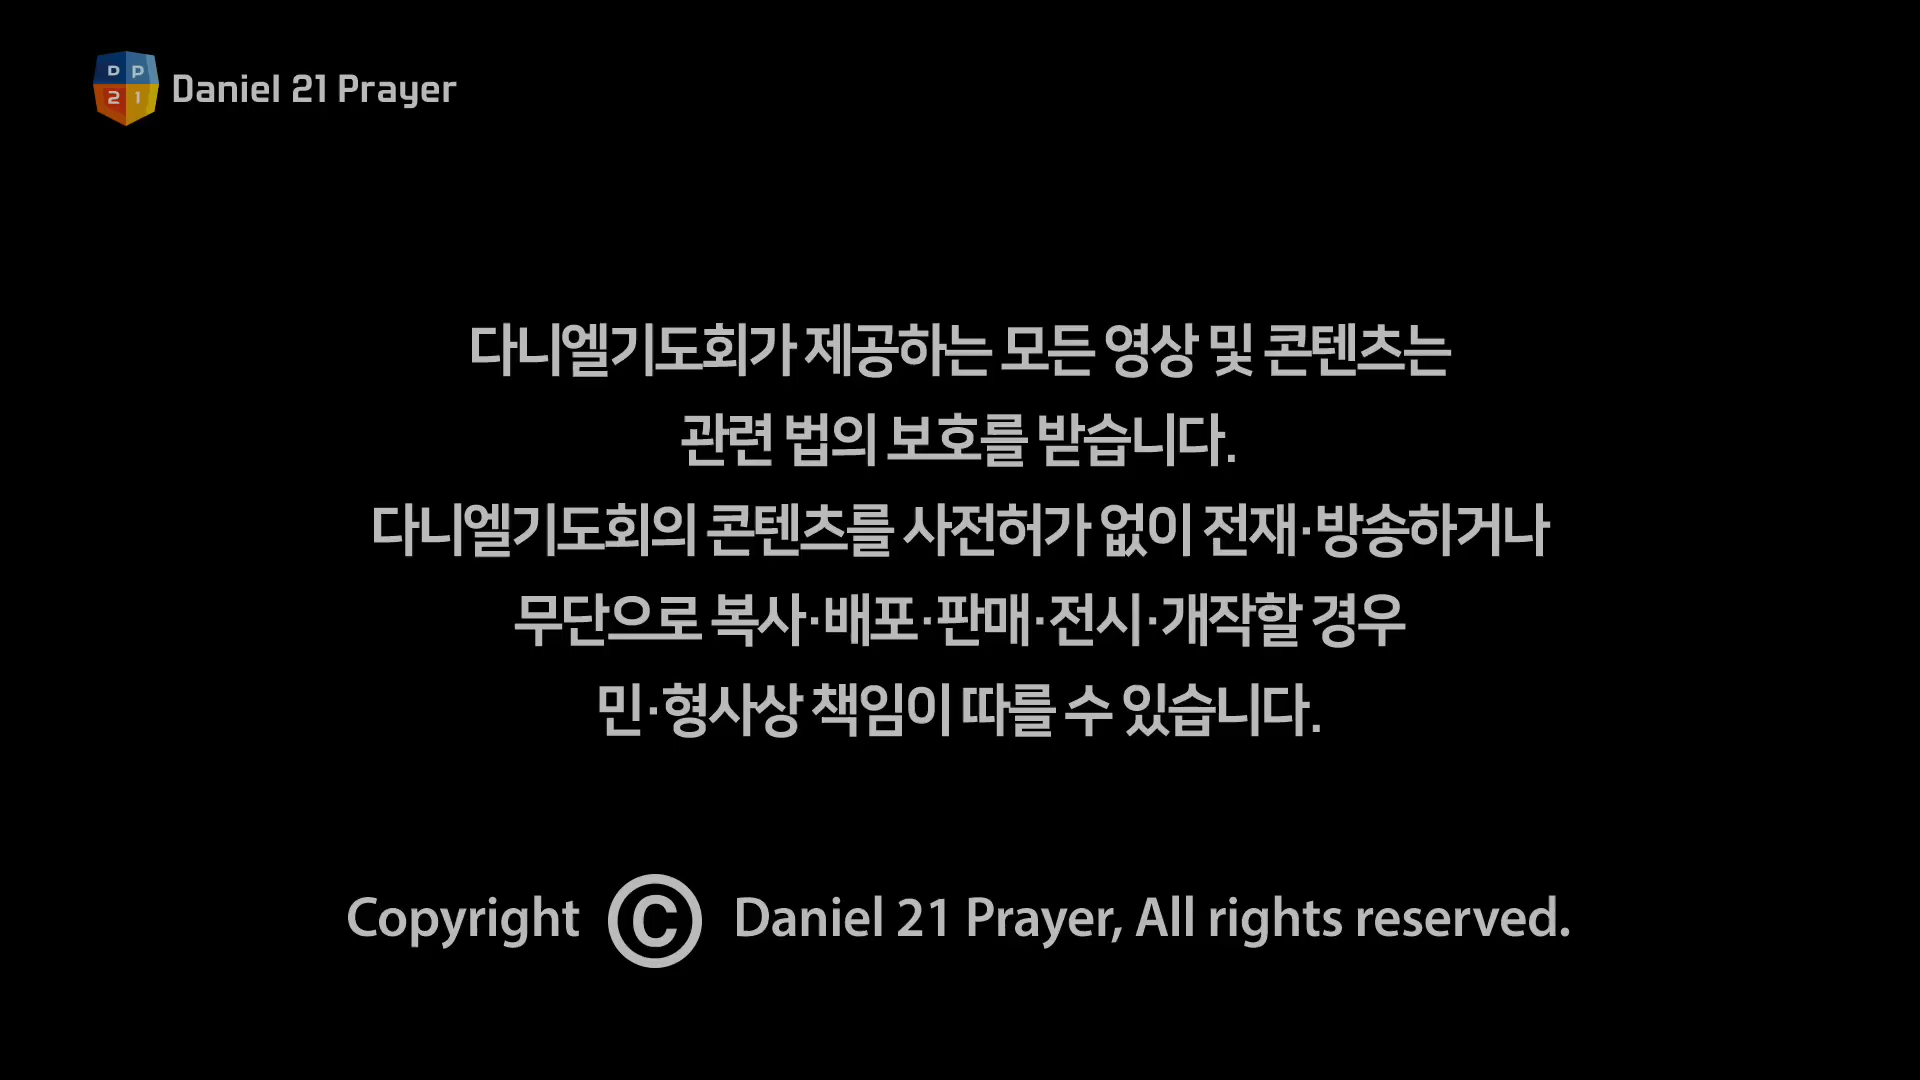 DP
21
Daniel 21 Prayer
다니엘기도회가 제공하는 모든 영상 및 콘텐츠는
관련 법의 보호를 받습니다.
다니엘기도회의 콘텐츠를 사전허가 없이 전재·방송하거나
무단으로 복사·배포·판매·전시·개작할 경우
민·형사상 책임이 따를 수 있습니다.
Copyright © Daniel 21 Prayer, All rights reserved.